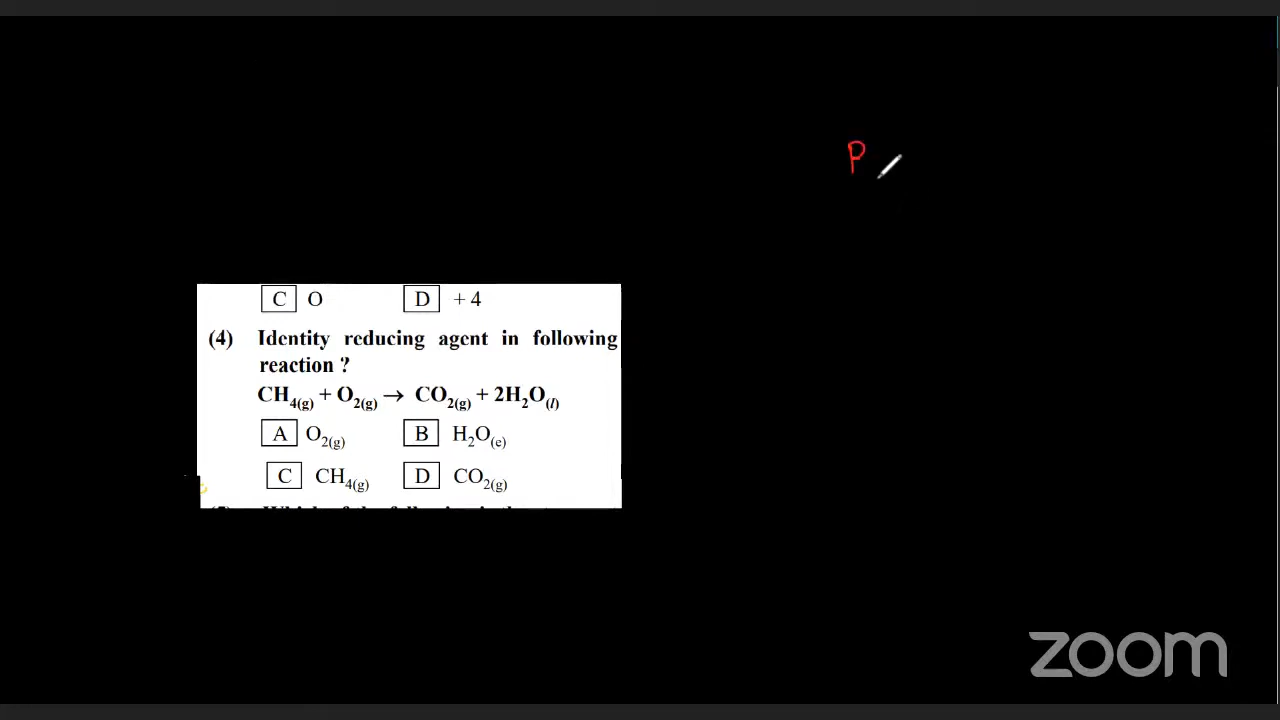 P
C O D + 4
(4) Identity reducing agent in following
reaction ?
CH4(g) + O2(g) → CO2(g) + 2H2O(l)
A O2(g) B H2O(e)
C CH4(g) D CO2(g)
zoom